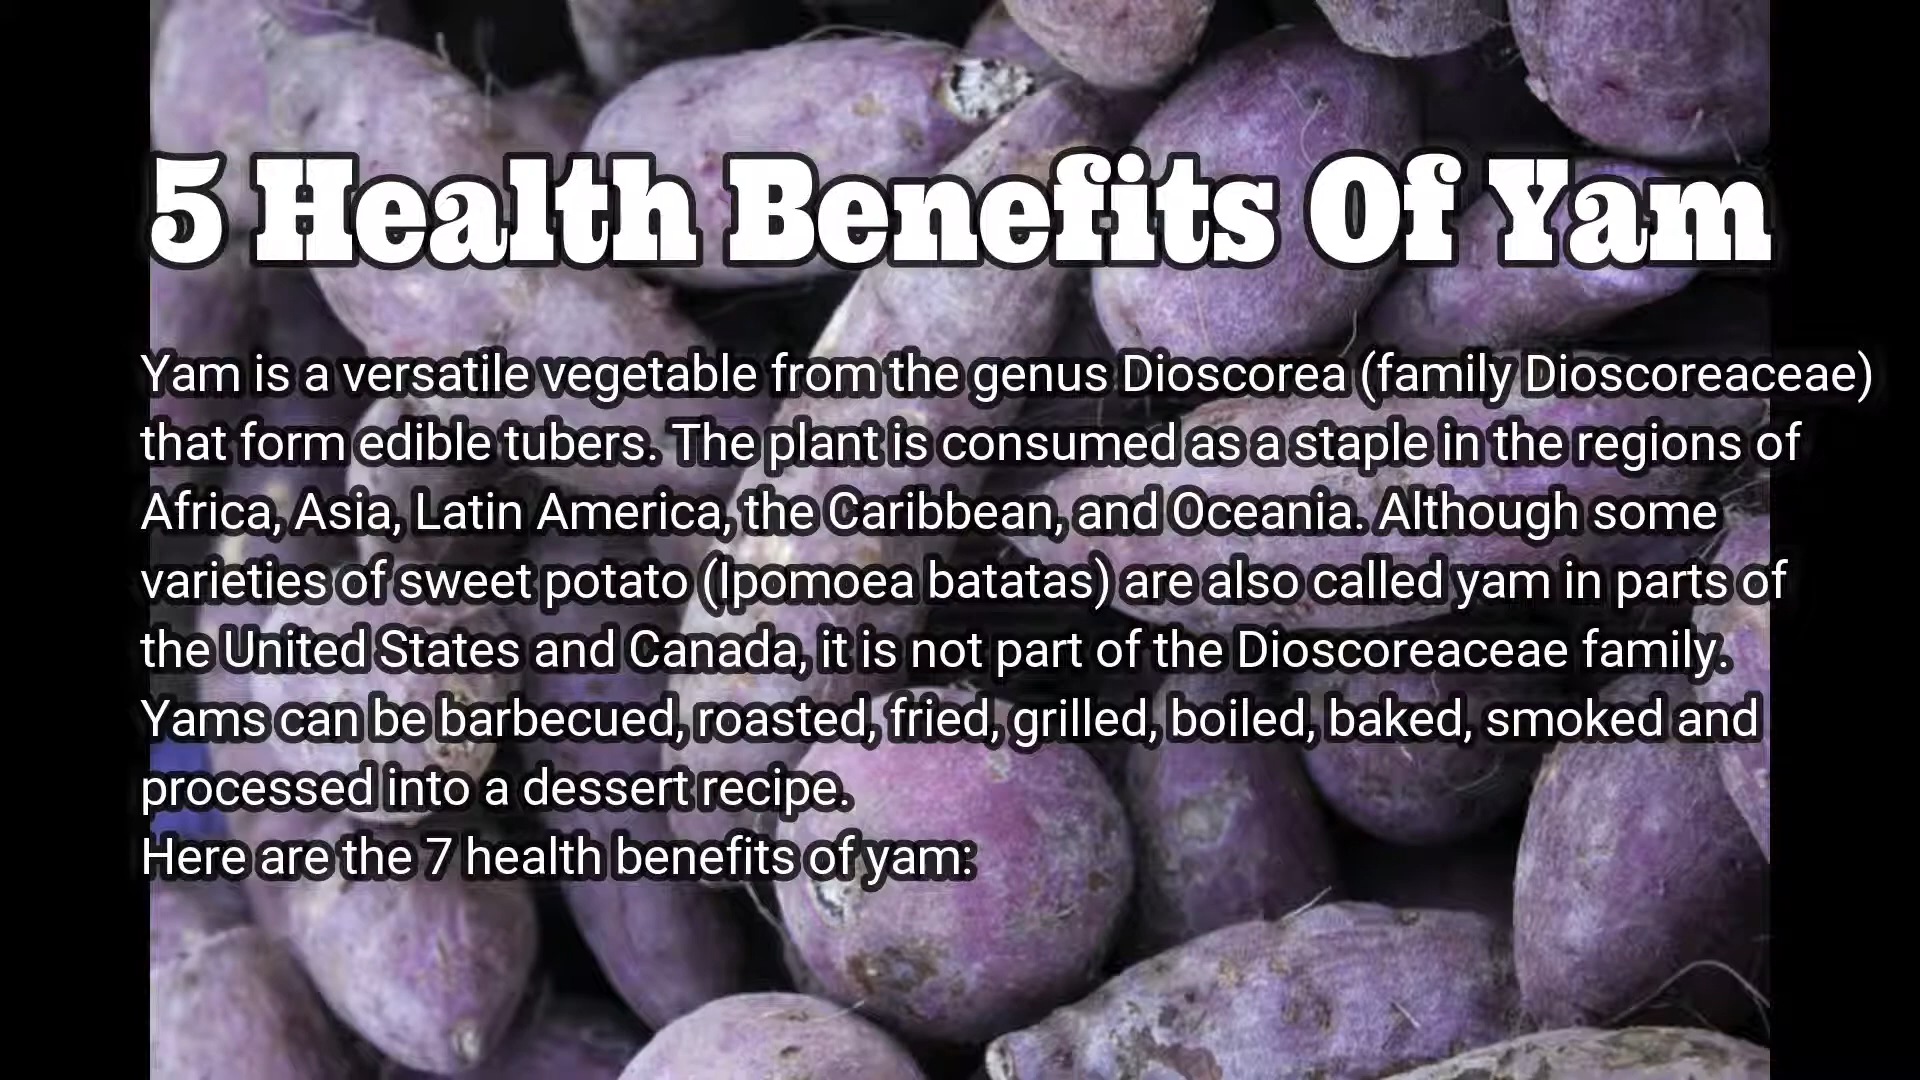 5 Health Benefits Of Yam
Yam is a versatile vegetable from the genus Dioscorea (family Dioscoreaceae)
that form edible tubers. The plant is consumed as a staple in the regions of
Africa, Asia, Latin America, the Caribbean, and Oceania. Although some
varieties of sweet potato (Ipomoea batatas) are also called yam in parts of
the United States and Canada, it is not part of the Dioscoreaceae family.
Yams can be barbecued, roasted, fried, grilled, boiled, baked, smoked and
processed into a dessert recipe.
Here are the 7 health benefits of yam: